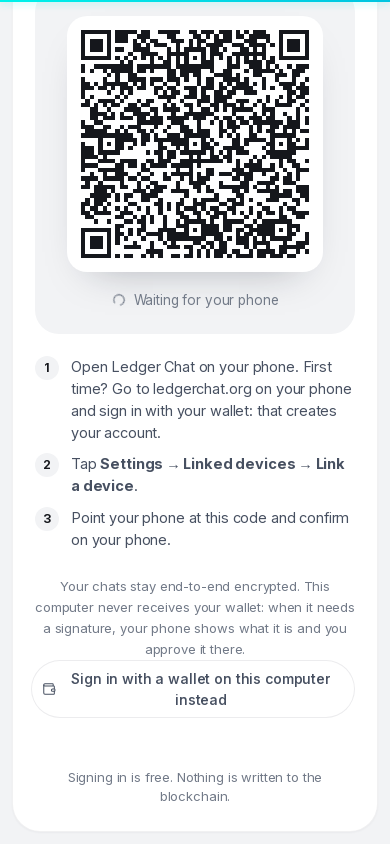 Waiting for your phone
1 Open Ledger Chat on your phone. First
time? Go to ledgerchat.org on your phone
and sign in with your wallet: that creates
your account.
2 Tap Settings → Linked devices → Link
a device.
3 Point your phone at this code and confirm
on your phone.
Your chats stay end-to-end encrypted. This
computer never receives your wallet: when it needs
a signature, your phone shows what it is and you
approve it there.
Sign in with a wallet on this computer
instead
Signing in is free. Nothing is written to the
blockchain.